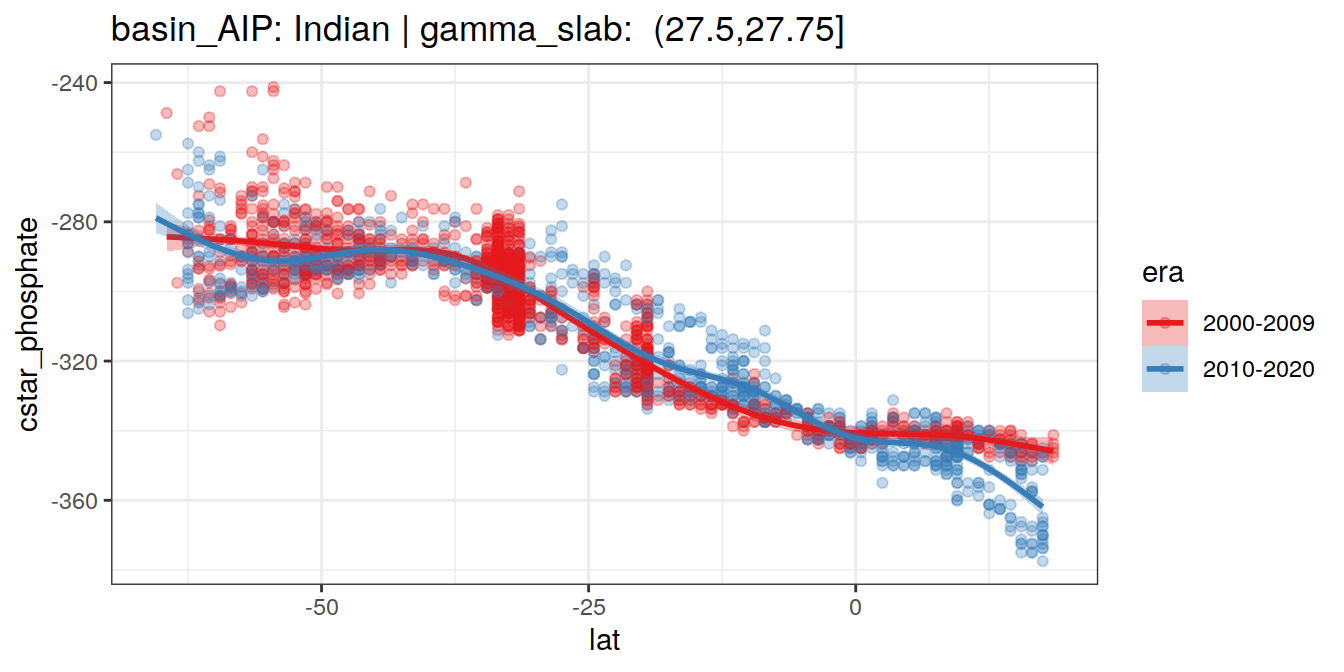 basin_AIP: Indian | gamma_slab:  (27.5,27.75]
-240
-280
-320
-360
cstar_phosphate
-50
-25
0
lat
era
2000-2009
2010-2020